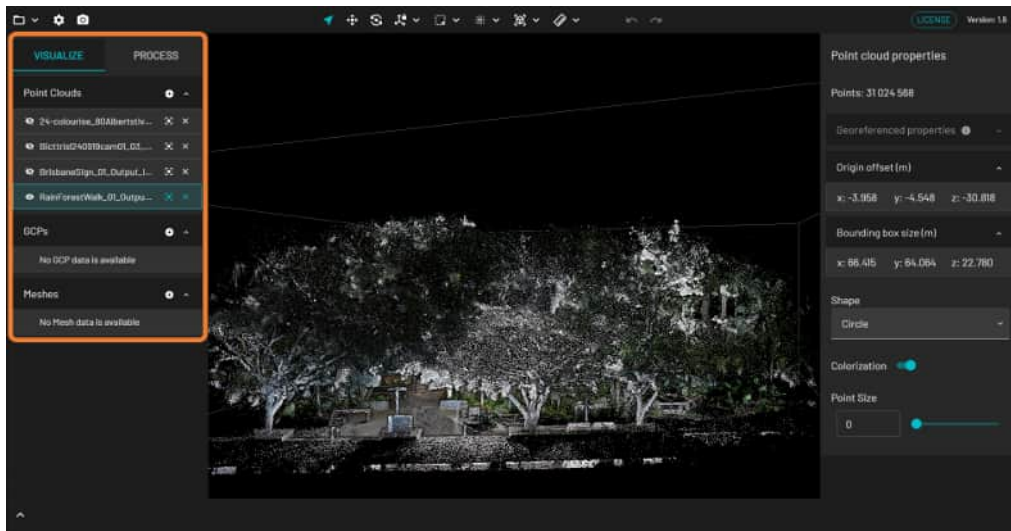 LICENSE Version: 1.8
VISUALIZE PROCESS
Point Clouds
24-colourise_80Albertstiv...
BrisbaneSign_01_Output_l...
RainForestWalk_01_Outpu...
GCPs
No GCP data is available
Meshes
No Mesh data is available
Point cloud properties
Points: 31 024 568
Georeferenced properties
Origin offset (m)
x: -3.958 y: -4.548 z: -30.818
Bounding box size (m)
x: 66.415 y: 64.064 z: 22.780
Shape
Circle
Colorization
Point Size
0